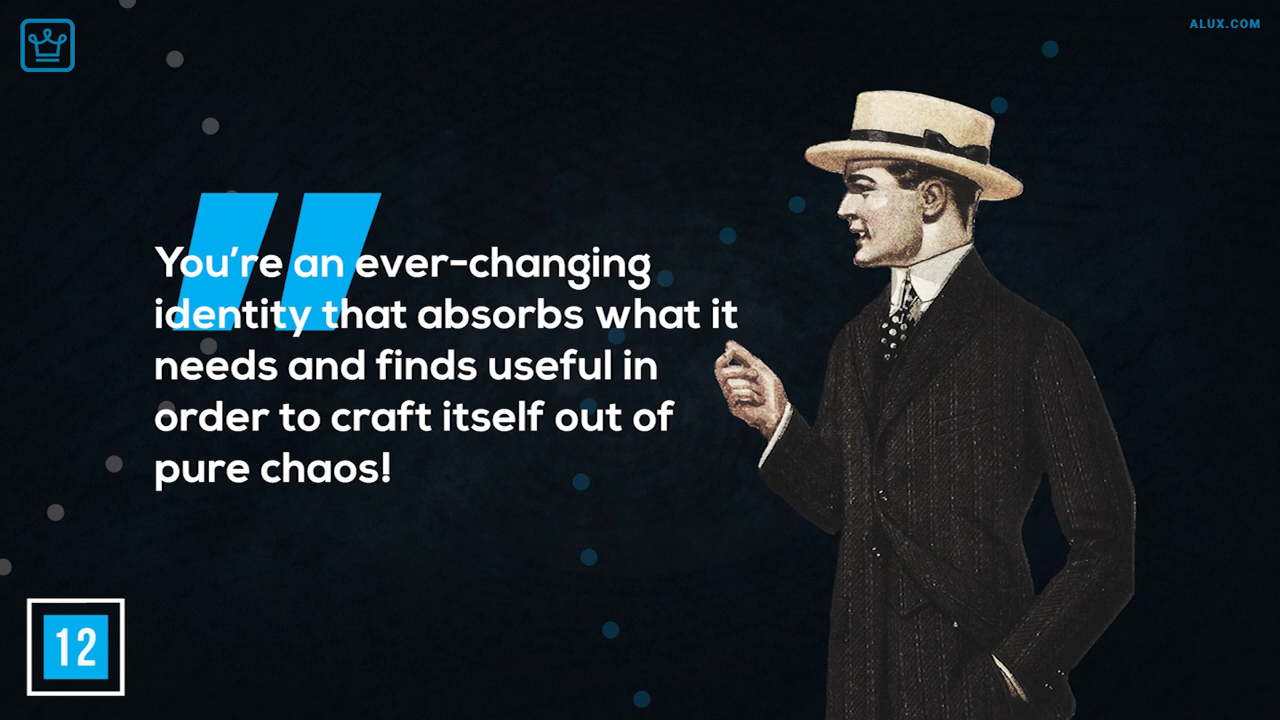 ALUX.COM
You're an ever-changing
identity that absorbs what it
needs and finds useful in
order to craft itself out of
pure chaos!
12